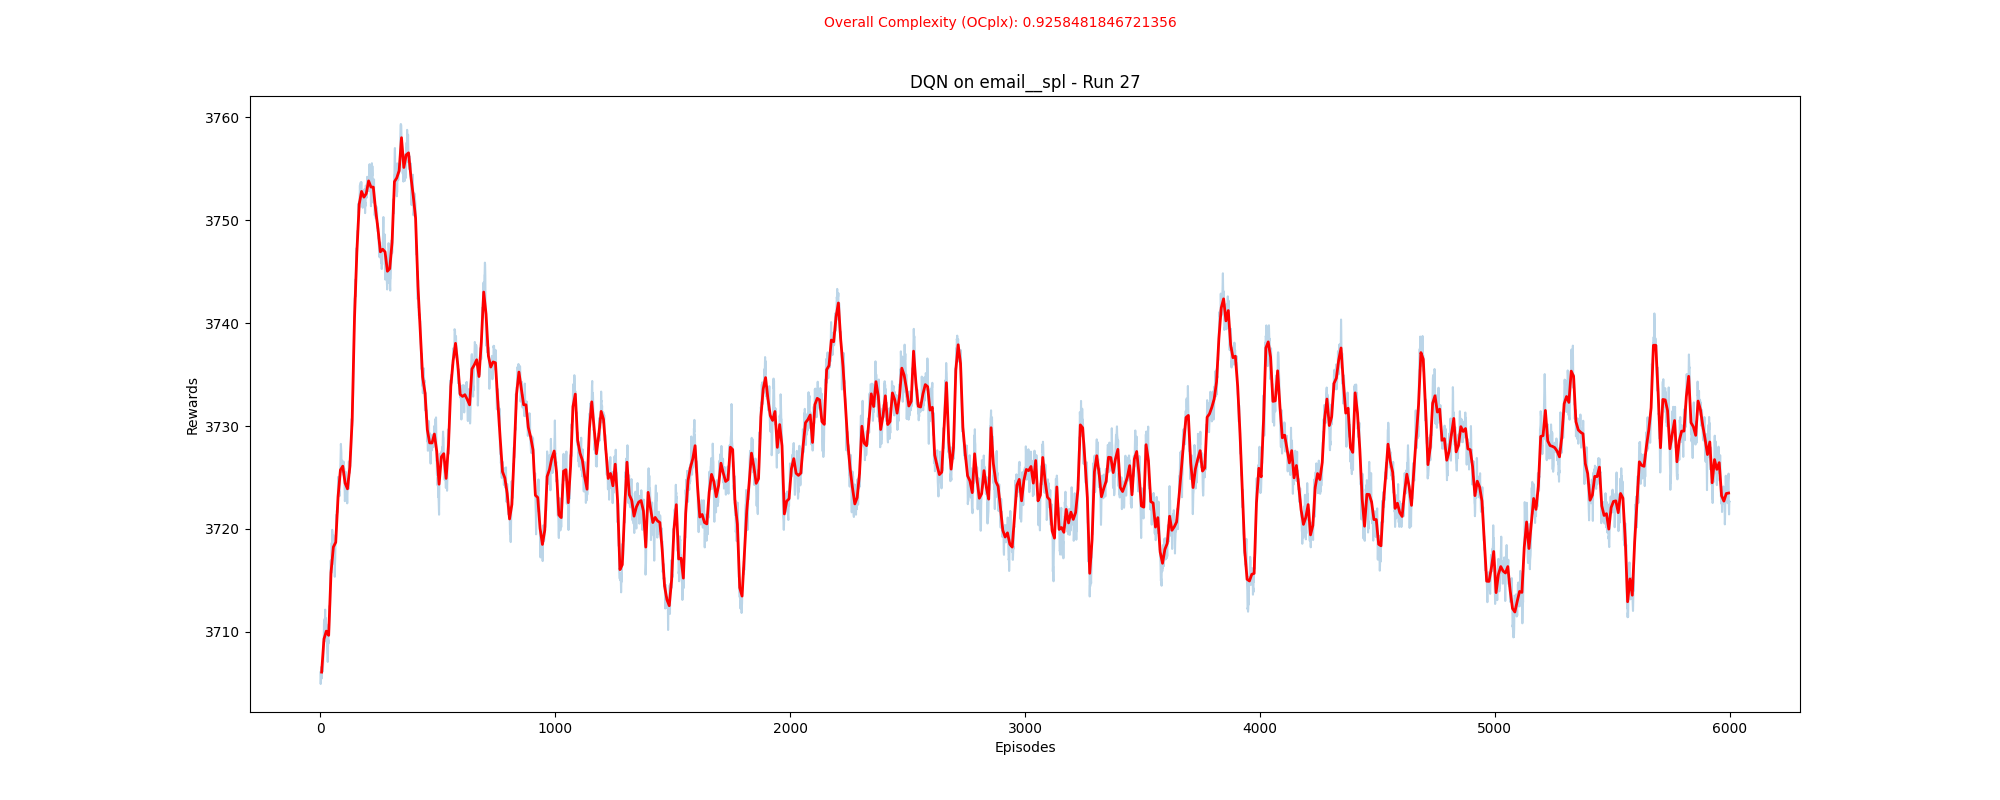 Overall Complexity (OCplx): 0.9258481846721356
DQN on email__spl - Run 27
3760
3750
3740
3730
3720
3710
Rewards
0 1000 2000 3000 4000 5000 6000
Episodes